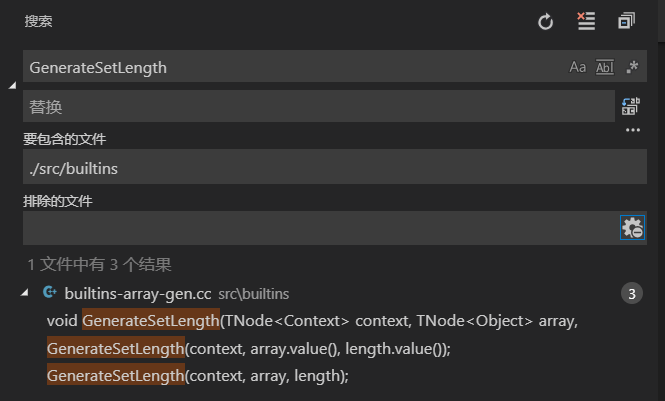 搜索
GenerateSetLength
Aa Abl .*
替换
要包含的文件
./src/builtins
排除的文件
1 文件中有 3 个结果
builtins-array-gen.cc src\builtins 3
void GenerateSetLength(TNode<Context> context, TNode<Object> array,
GenerateSetLength(context, array.value(), length.value());
GenerateSetLength(context, array, length);